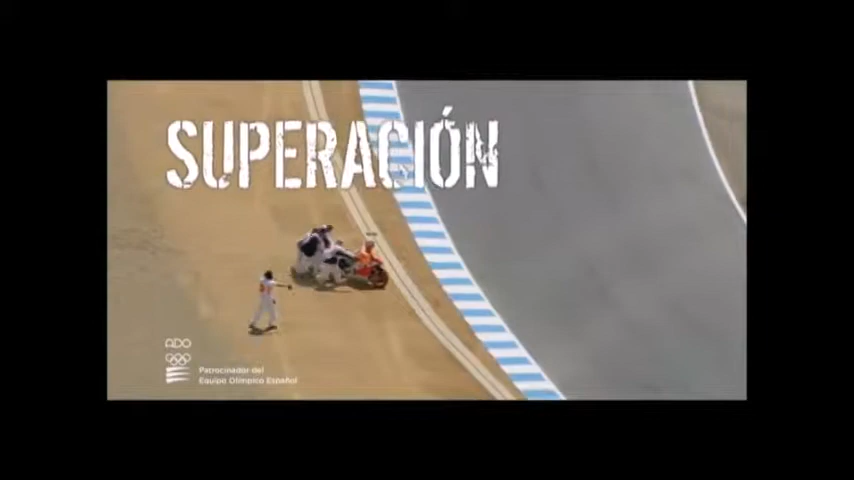 SUPERACIÓN
ADO
Patrocinador del
Equipo Olímpico Español